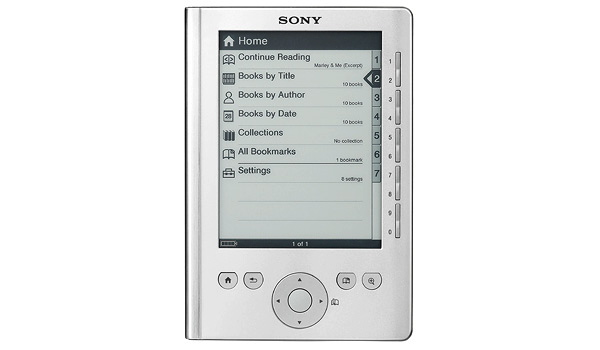 SONY
Home
Continue Reading
Marley & Me (Excerpt)
1
Books by Title
10 books
2
Books by Author
10 books
3
Books by Date
10 books
4
28
Collections
No collection
5
All Bookmarks
1 bookmark
6
Settings
8 settings
7
1 of 1
1
2
3
4
5
6
7
8
9
0